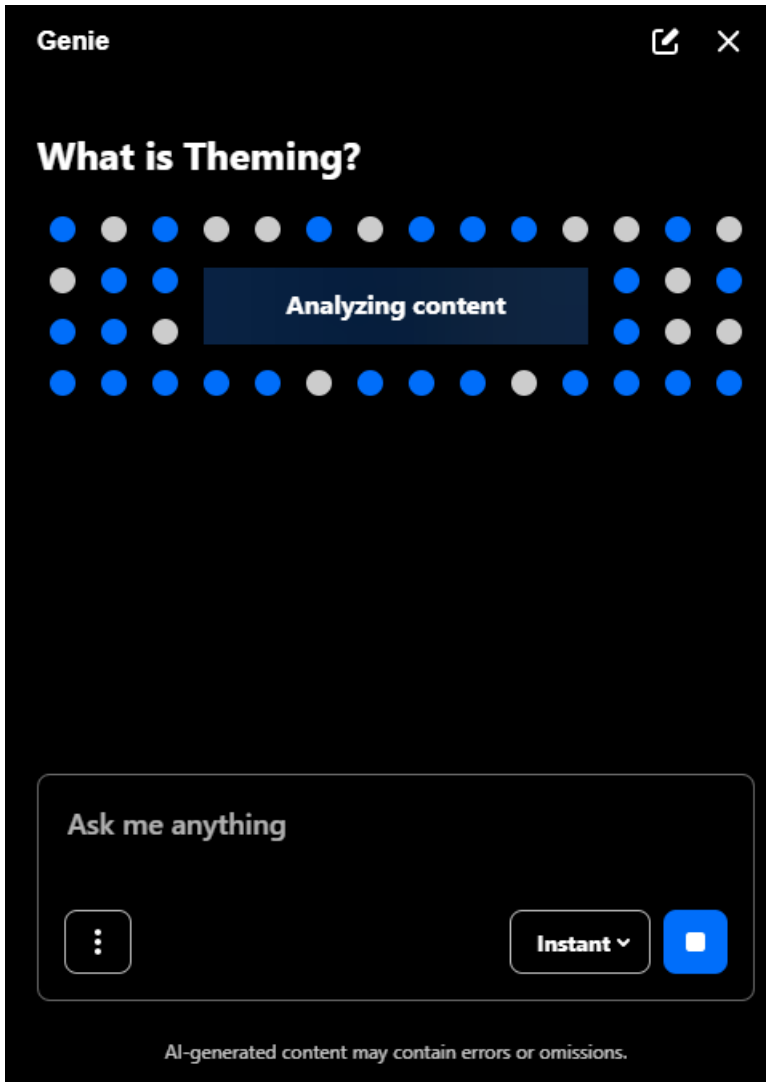 Genie
What is Theming?
Analyzing content
Ask me anything
Instant
AI-generated content may contain errors or omissions.